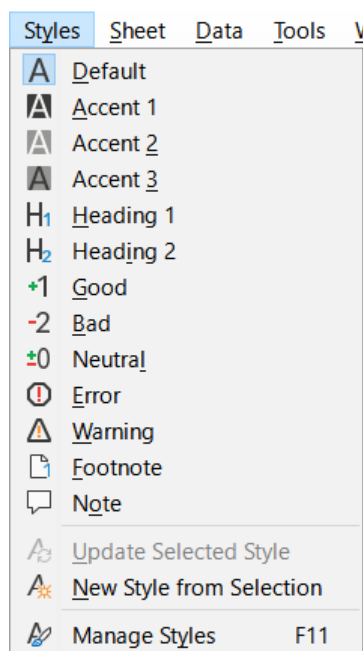 Styles Sheet Data Tools
Default
Accent 1
Accent 2
Accent 3
Heading 1
Heading 2
Good
Bad
Neutral
Error
Warning
Footnote
Note
Update Selected Style
New Style from Selection
Manage Styles F11